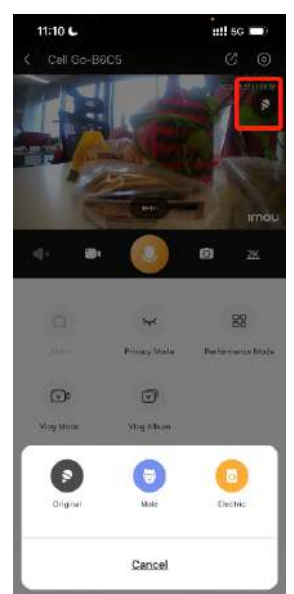 11:10
5G
Cell Go-B6C5
imou
2K
Privacy Mode
Performance Mode
Vlog Mode
Vlog Album
Original
Male
Electric
Cancel